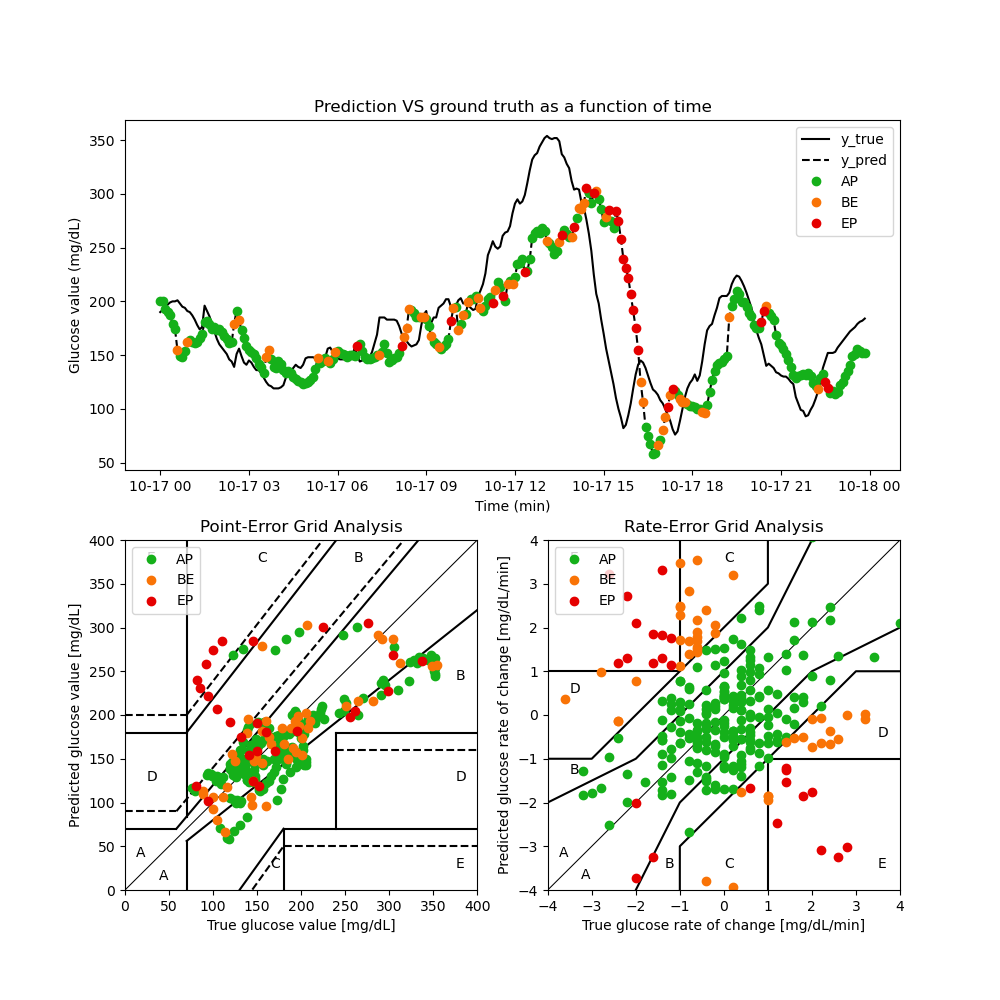 Prediction VS ground truth as a function of time
Glucose value (mg/dL)
350
300
250
200
150
100
50
y_true
y_pred
AP
BE
EP
10-17 00 10-17 03 10-17 06 10-17 09 10-17 12 10-17 15 10-17 18 10-17 21 10-18 00
Time (min)
Point-Error Grid Analysis
Predicted glucose value [mg/dL]
400
350
300
250
200
150
100
50
0
AP
BE
EP
C
B
B
D
D
A
A
C
E
0 50 100 150 200 250 300 350 400
True glucose value [mg/dL]
Rate-Error Grid Analysis
Predicted glucose rate of change [mg/dL/min]
4
3
2
1
0
−1
−2
−3
−4
AP
BE
EP
C
D
D
B
A
A
B
C
E
−4 −3 −2 −1 0 1 2 3 4
True glucose rate of change [mg/dL/min]